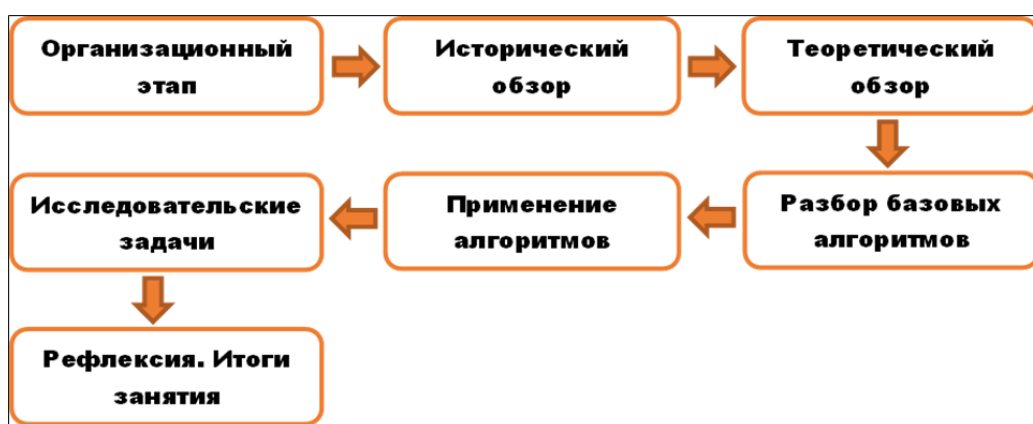 Организационный
этап
Исторический
обзор
Теоретический
обзор
Разбор базовых
алгоритмов
Применение
алгоритмов
Исследовательские
задачи
Рефлексия. Итоги
занятия